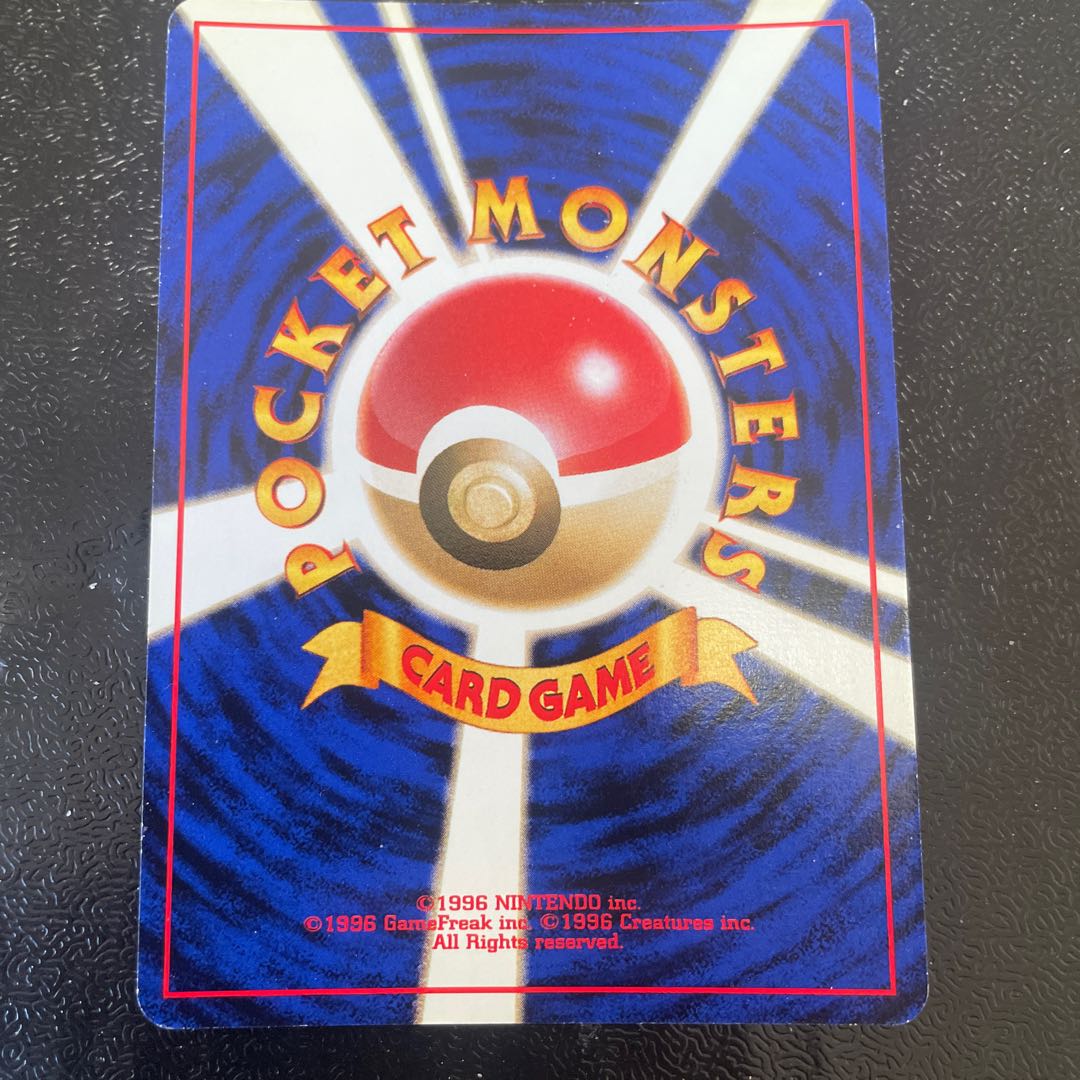 POCKET MONSTERS
CARD GAME
©1996 NINTENDO inc.
©1996 GameFreak inc. ©1996 Creatures inc.
All Rights reserved.